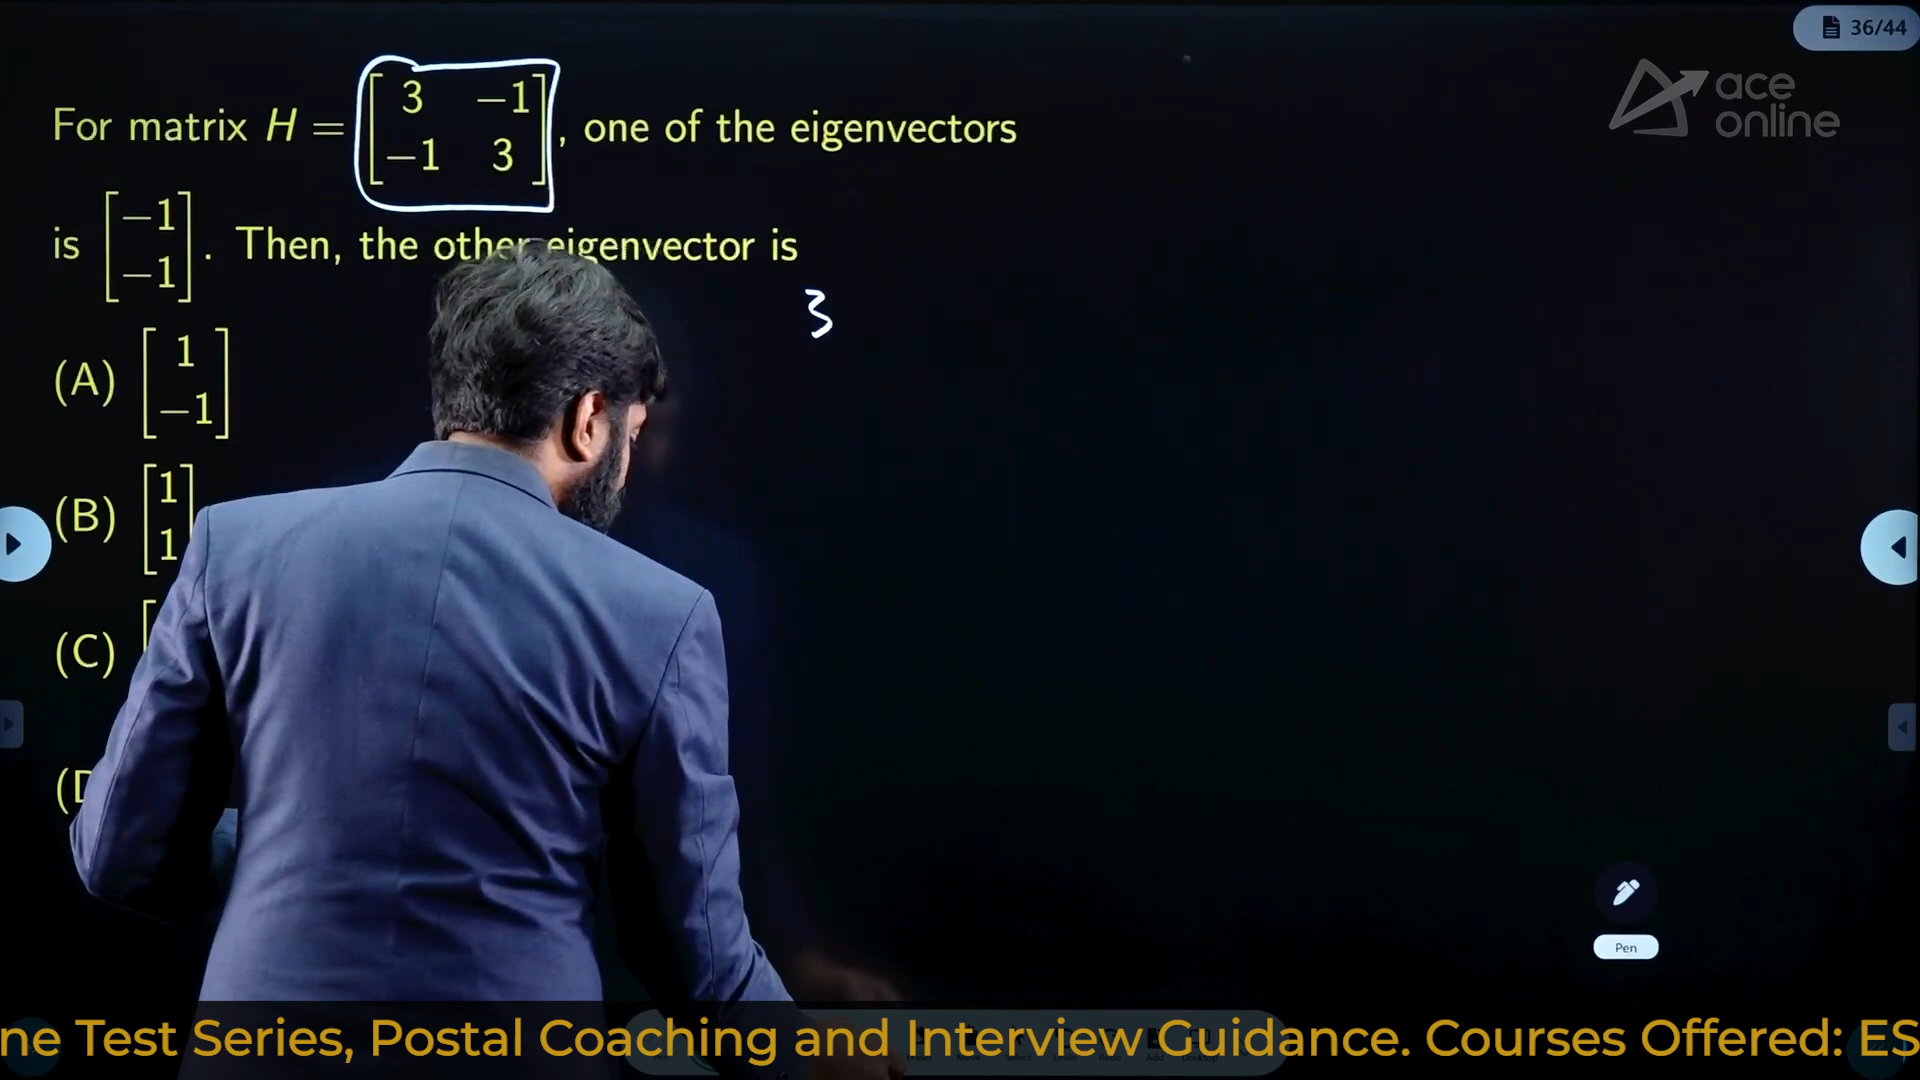 36/44
ace
online
For matrix H = [3 −1
−1 3], one of the eigenvectors
is [−1
−1]. Then, the other eigenvector is
3
(A) [1
−1]
(B) [1
1]
(C) [
(D
Pen
ne Test Series, Postal Coaching and Interview Guidance. Courses Offered: ES